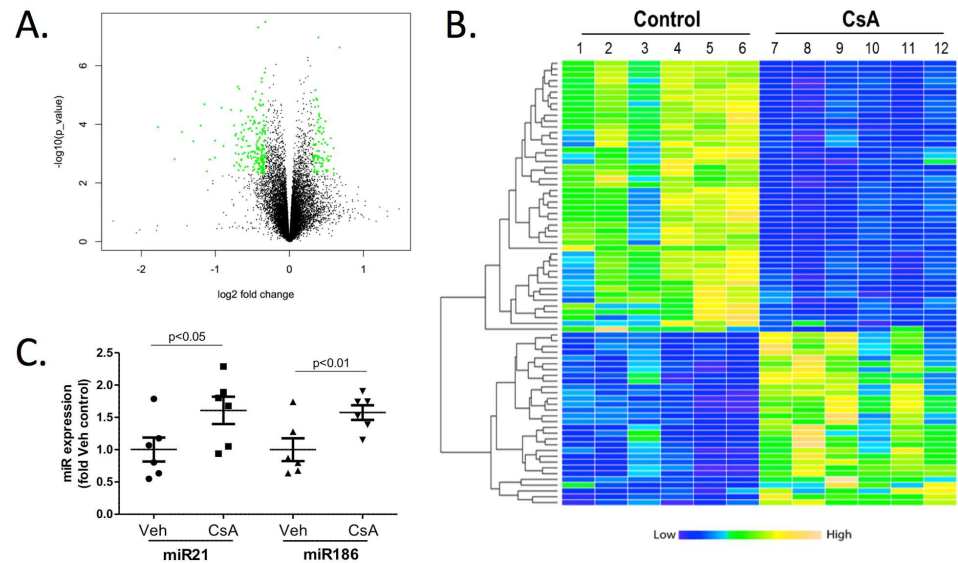 A.
6
4
2
0
-log10(p_value)
-2 -1 0 1
log2 fold change
B.
Control CsA
1 2 3 4 5 6 7 8 9 10 11 12
Low High
C.
p<0.05
p<0.01
2.5
2.0
1.5
1.0
0.5
0.0
miR expression
(fold Veh control)
Veh CsA Veh CsA
miR21 miR186